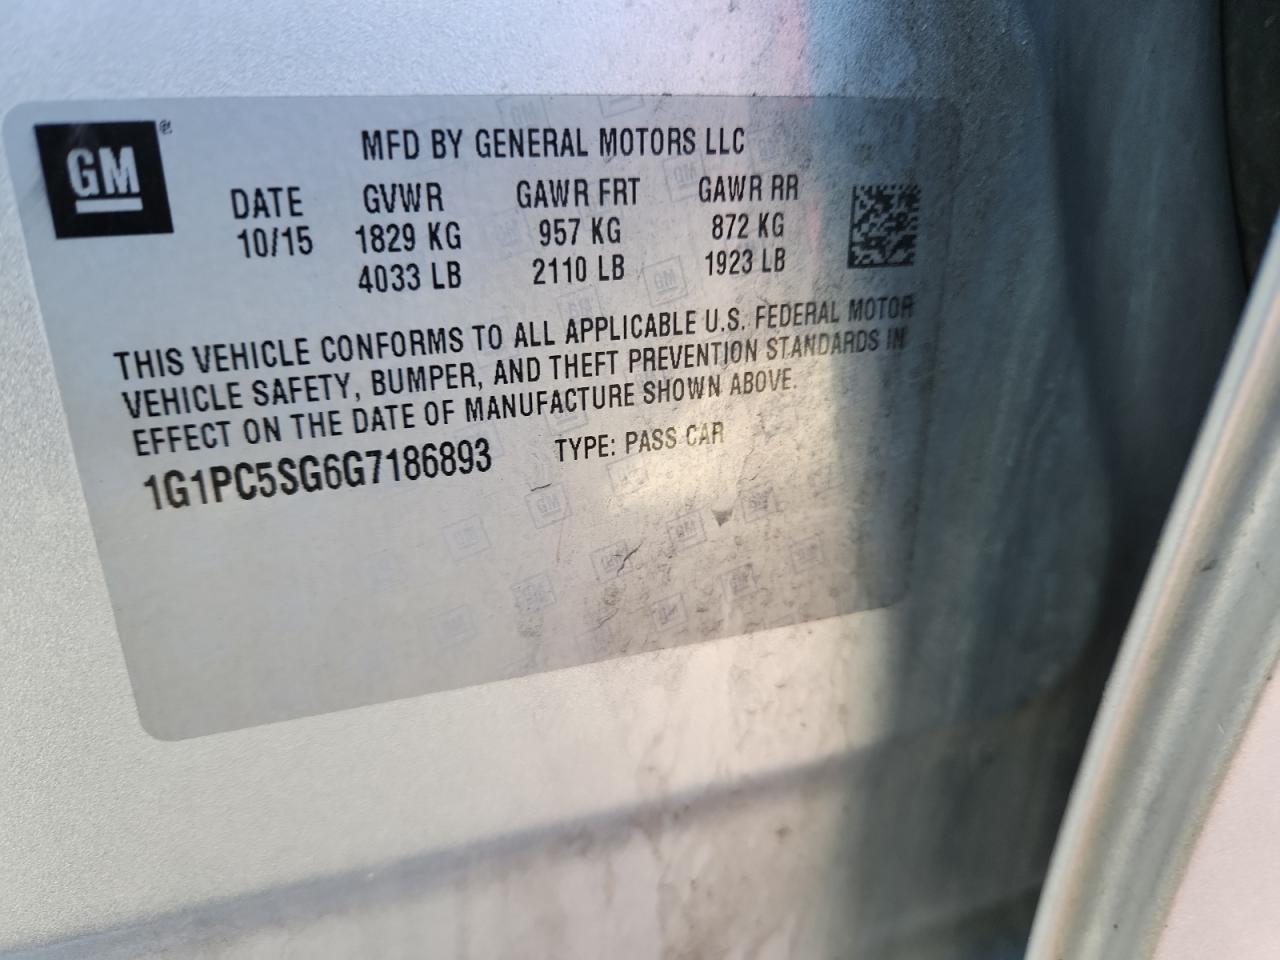 GM®
MFD BY GENERAL MOTORS LLC
DATE GVWR GAWR FRT GAWR RR
10/15 1829 KG 957 KG 872 KG
4033 LB 2110 LB 1923 LB
THIS VEHICLE CONFORMS TO ALL APPLICABLE U.S. FEDERAL MOTOR
VEHICLE SAFETY, BUMPER, AND THEFT PREVENTION STANDARDS IN
EFFECT ON THE DATE OF MANUFACTURE SHOWN ABOVE.
1G1PC5SG6G7186893 TYPE: PASS CAR